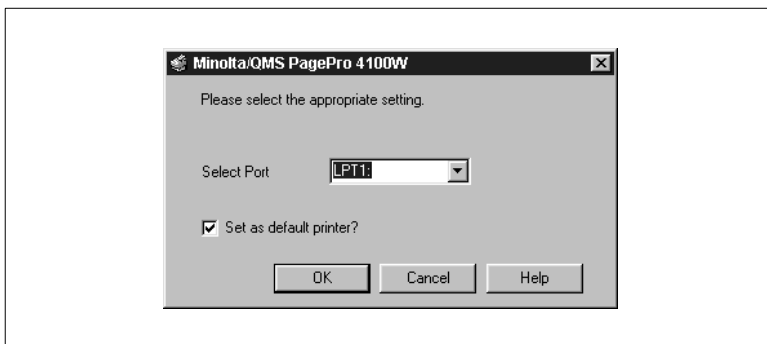 Minolta/QMS PagePro 4100W
Please select the appropriate setting.
Select Port LPT1:
Set as default printer?
OK Cancel Help